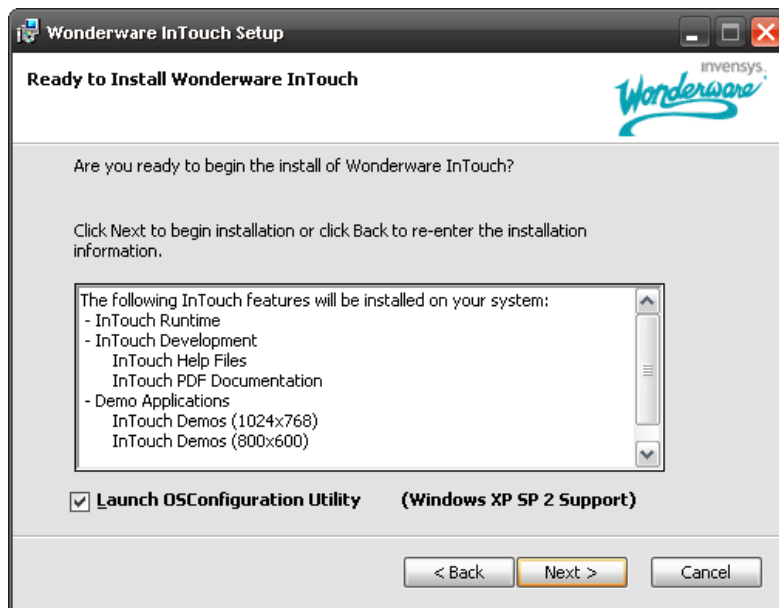 Wonderware InTouch Setup
Ready to Install Wonderware InTouch
invensys.
Wonderware
Are you ready to begin the install of Wonderware InTouch?
Click Next to begin installation or click Back to re-enter the installation
information.
The following InTouch features will be installed on your system:
- InTouch Runtime
- InTouch Development
InTouch Help Files
InTouch PDF Documentation
- Demo Applications
InTouch Demos (1024x768)
InTouch Demos (800x600)
Launch OSConfiguration Utility (Windows XP SP 2 Support)
< Back Next > Cancel